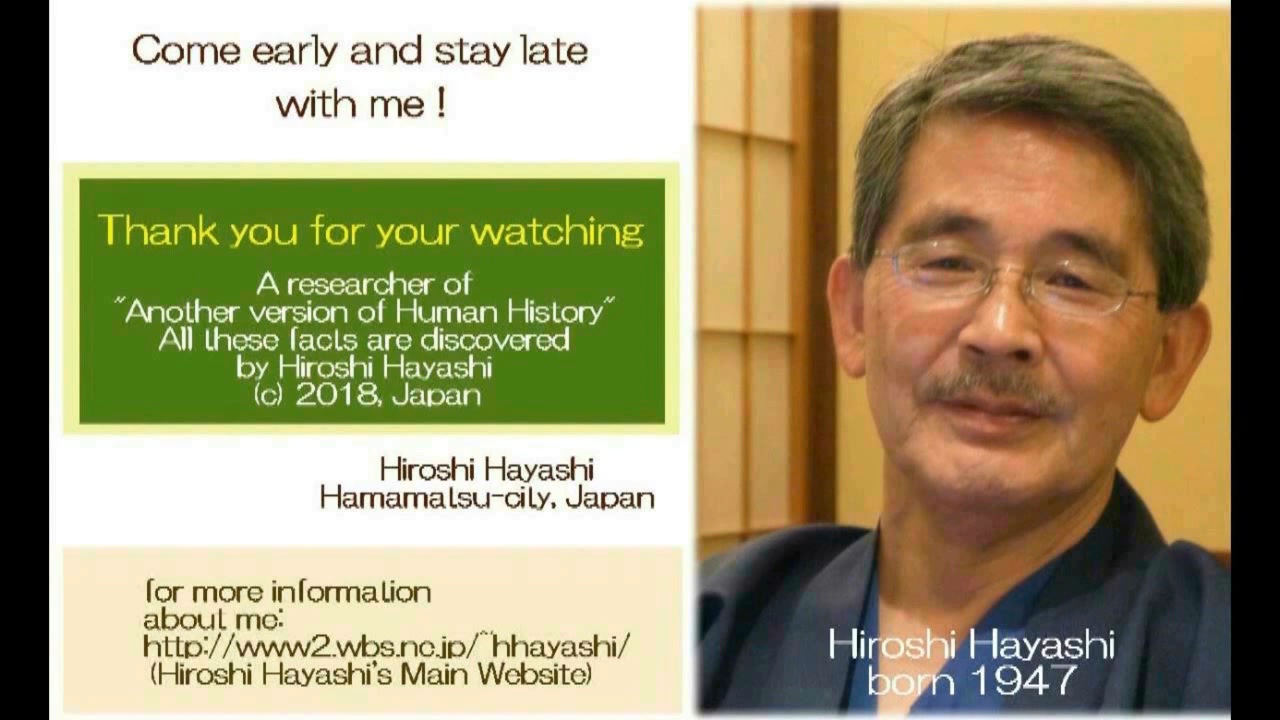 Come early and stay late
with me !
Thank you for your watching
A researcher of
"Another version of Human History"
All these facts are discovered
by Hiroshi Hayashi
(c) 2018, Japan
Hiroshi Hayashi
Hamamatsu-city, Japan
for more information
about me:
http://www2.wbs.ne.jp/~hhayashi/
(Hiroshi Hayashi's Main Website)
Hiroshi Hayashi
born 1947